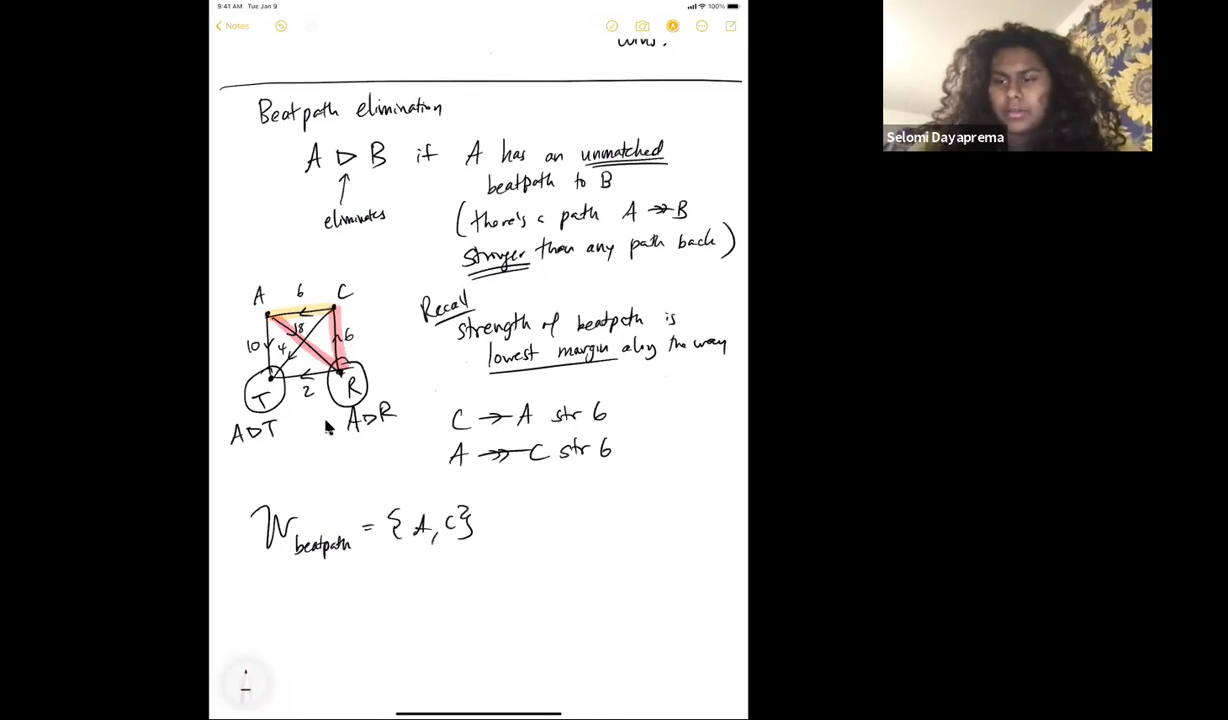 9:41 AM Tue Jan 9
100%
Notes
wins.
Beatpath elimination
A ▷ B if A has an unmatched
beatpath to B
eliminates
(there's a path A ↠ B
stronger than any path back)
A 6 C
18
10 4 6
T 2 R
A▷T A▷R
Recall
strength of beatpath is
lowest margin along the way
C ↠ A str 6
A ↠ C str 6
W beatpath = {A, C}
Selomi Dayaprema